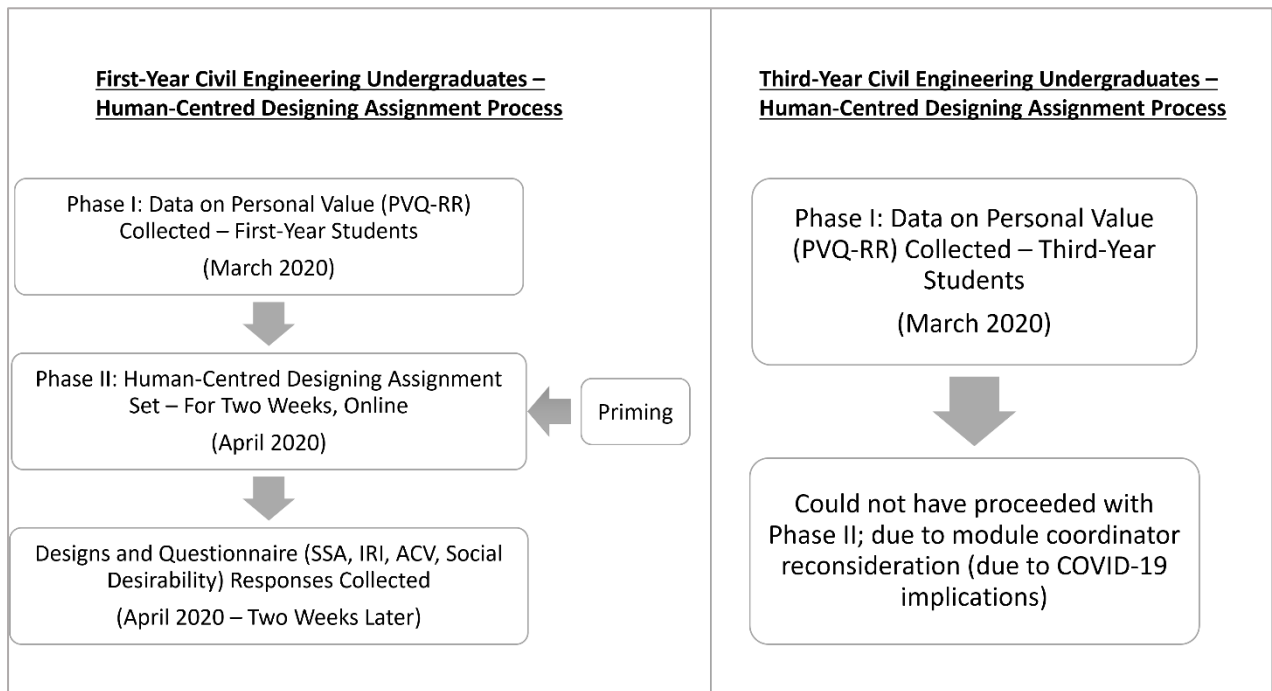 First-Year Civil Engineering Undergraduates –
Human-Centred Designing Assignment Process
Phase I: Data on Personal Value (PVQ-RR)
Collected – First-Year Students
(March 2020)
Phase II: Human-Centred Designing Assignment
Set – For Two Weeks, Online
(April 2020)
Priming
Designs and Questionnaire (SSA, IRI, ACV, Social
Desirability) Responses Collected
(April 2020 – Two Weeks Later)
Third-Year Civil Engineering Undergraduates –
Human-Centred Designing Assignment Process
Phase I: Data on Personal Value
(PVQ-RR) Collected – Third-Year
Students
(March 2020)
Could not have proceeded with
Phase II; due to module coordinator
reconsideration (due to COVID-19
implications)